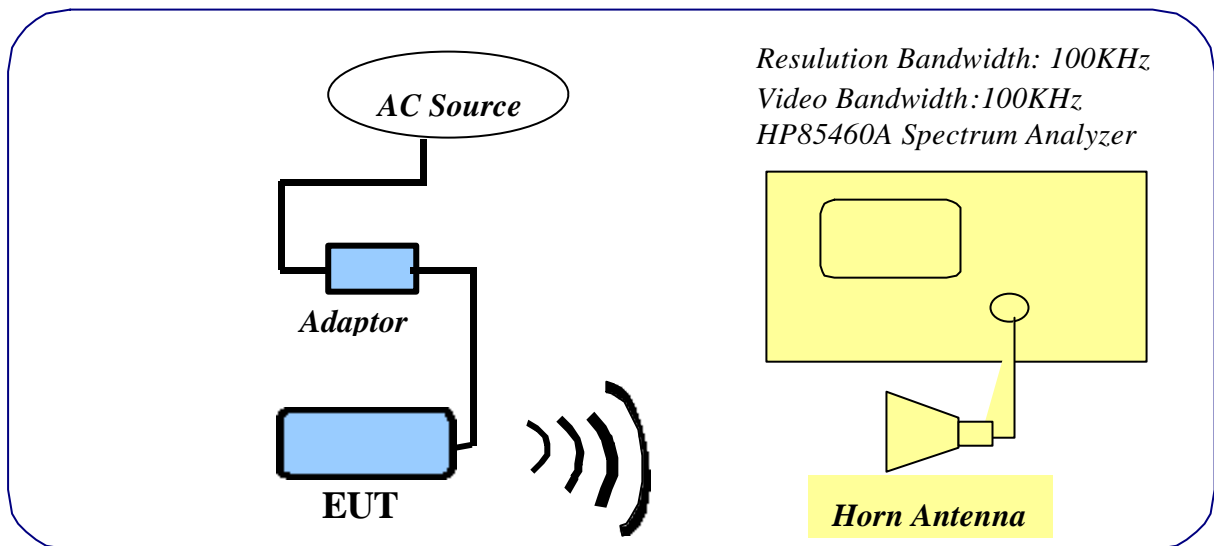 AC Source
Resulution Bandwidth: 100KHz
Video Bandwidth:100KHz
HP85460A Spectrum Analyzer
Adaptor
EUT
Horn Antenna